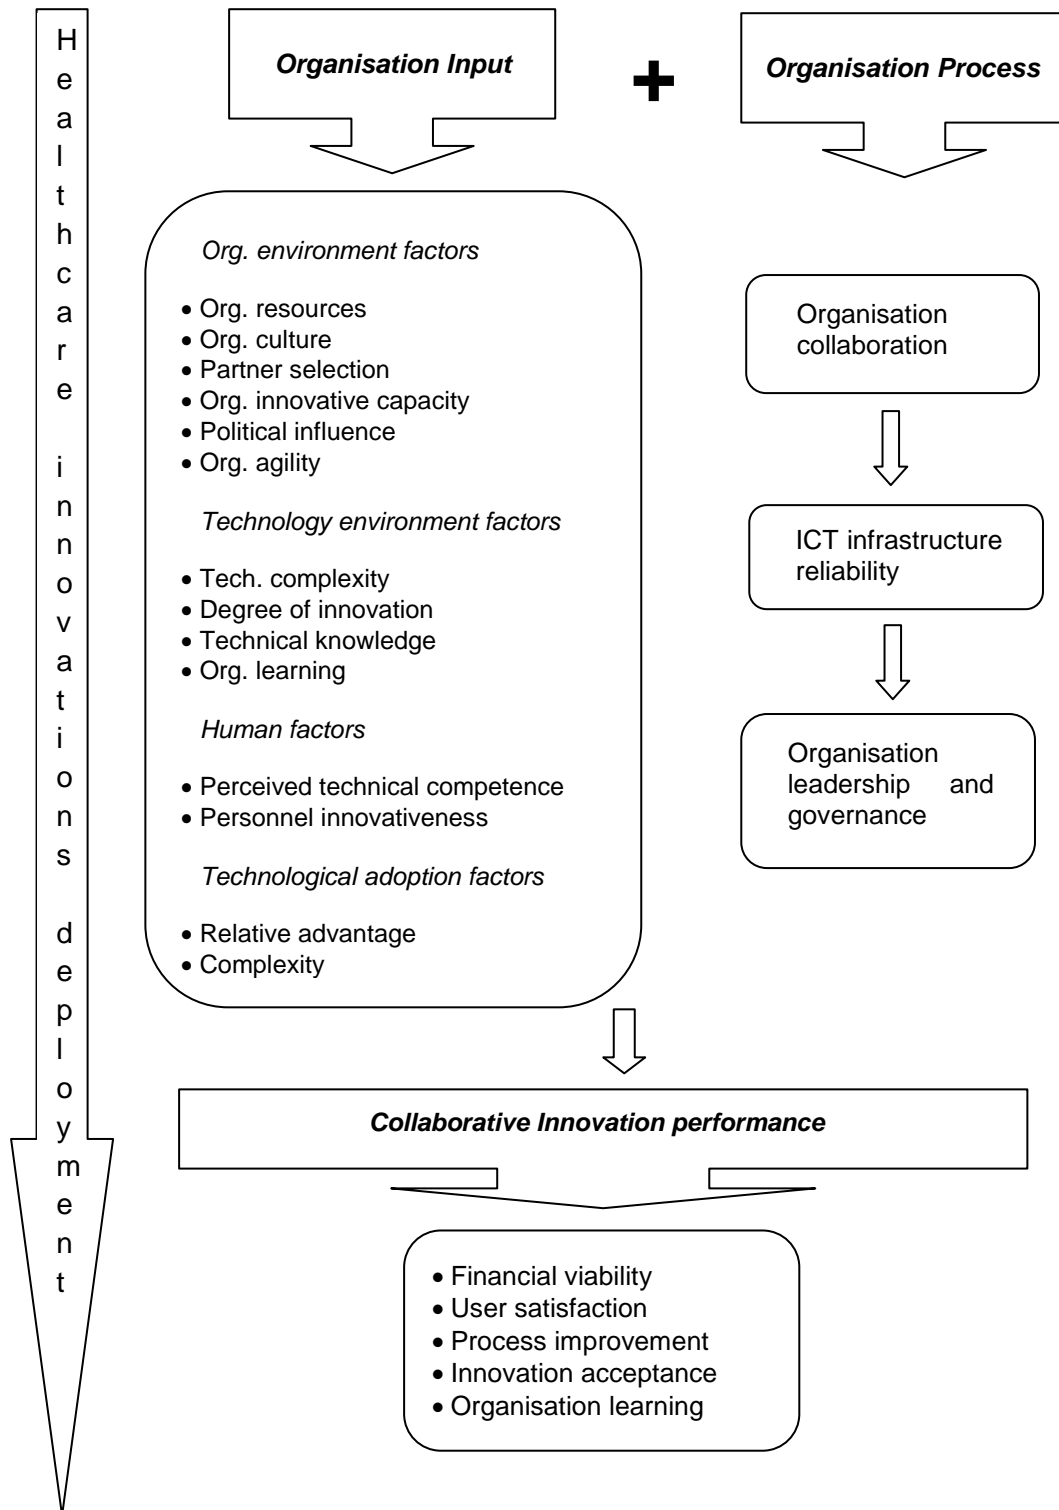 Healthcare innovations deployment
Organisation Input
+
Organisation Process
Org. environment factors
• Org. resources
• Org. culture
• Partner selection
• Org. innovative capacity
• Political influence
• Org. agility
Technology environment factors
• Tech. complexity
• Degree of innovation
• Technical knowledge
• Org. learning
Human factors
• Perceived technical competence
• Personnel innovativeness
Technological adoption factors
• Relative advantage
• Complexity
Organisation
collaboration
ICT infrastructure
reliability
Organisation
leadership and
governance
Collaborative Innovation performance
• Financial viability
• User satisfaction
• Process improvement
• Innovation acceptance
• Organisation learning